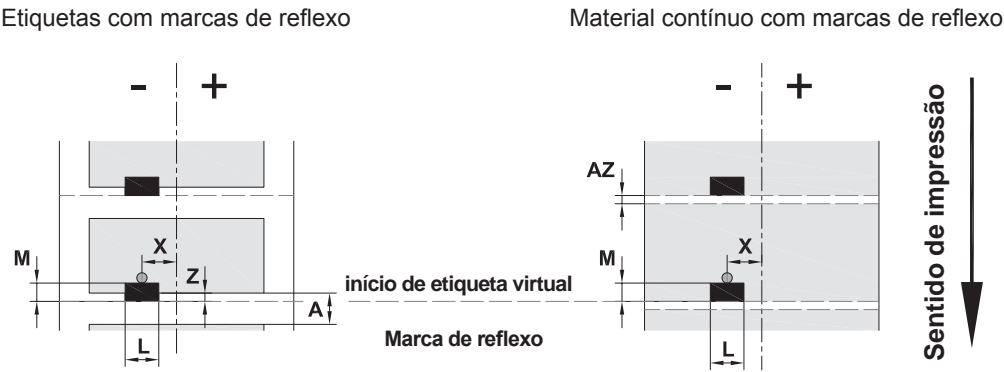 Etiquetas com marcas de reflexo
Material contínuo com marcas de reflexo
- +
- +
AZ
X
M
Z
A
L
início de etiqueta virtual
Marca de reflexo
X
M
L
Sentido de impressão